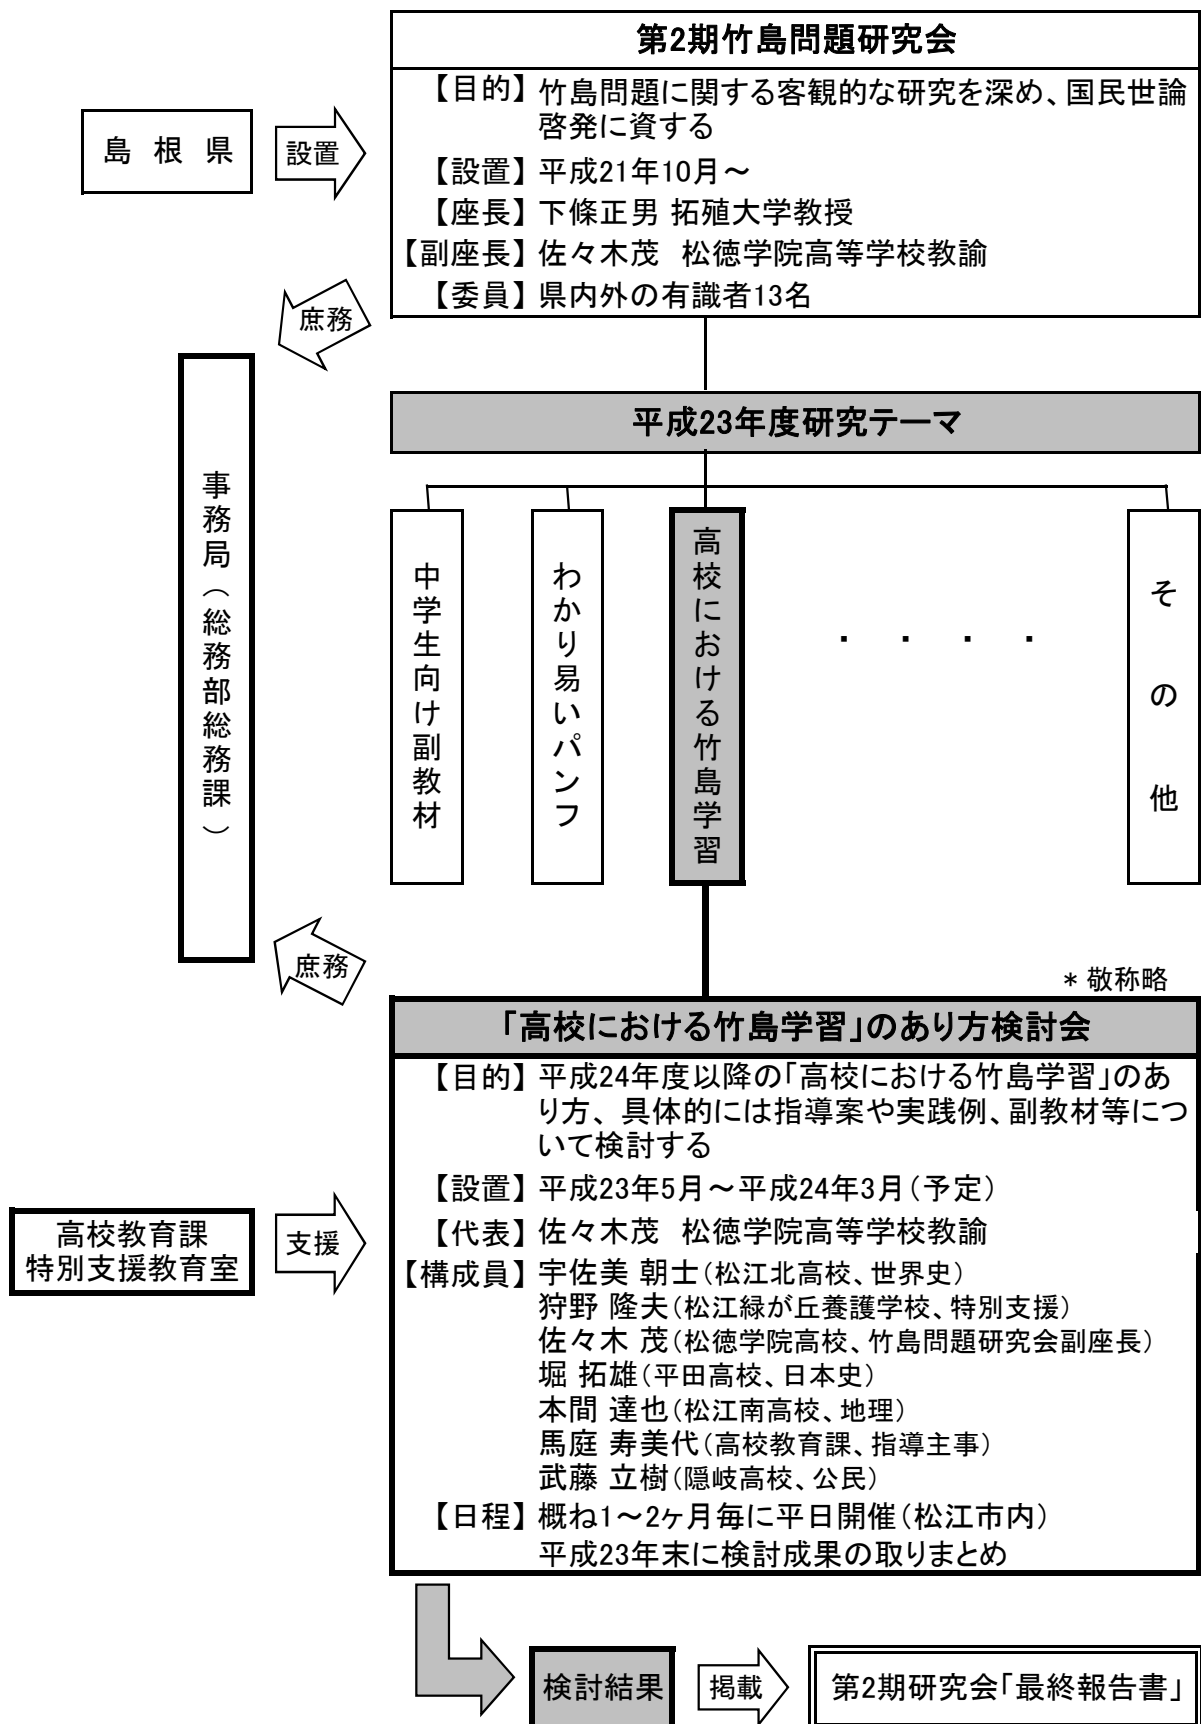 第2期竹島問題研究会
【目的】 竹島問題に関する客観的な研究を深め、国民世論
啓発に資する
【設置】 平成21年10月～
【座長】 下條正男 拓殖大学教授
【副座長】 佐々木茂　松徳学院高等学校教諭
【委員】 県内外の有識者13名
島　根　県
設置
庶務
事務局（総務部総務課）
平成23年度研究テーマ
中学生向け副教材
わかり易いパンフ
高校における竹島学習
・　・　・　・
その他
庶務
＊敬称略
「高校における竹島学習」のあり方検討会
【目的】 平成24年度以降の「高校における竹島学習」のあ
り方、具体的には指導案や実践例、副教材等につ
いて検討する
【設置】 平成23年5月～平成24年3月（予定）
【代表】 佐々木茂　松徳学院高等学校教諭
【構成員】 宇佐美 朝士（松江北高校、世界史）
狩野 隆夫（松江緑が丘養護学校、特別支援）
佐々木 茂（松徳学院高校、竹島問題研究会副座長）
堀 拓雄（平田高校、日本史）
本間 達也（松江南高校、地理）
馬庭 寿美代（高校教育課、指導主事）
武藤 立樹（隠岐高校、公民）
【日程】 概ね1～2ヶ月毎に平日開催（松江市内）
平成23年末に検討成果の取りまとめ
高校教育課
特別支援教育室
支援
検討結果
掲載
第2期研究会「最終報告書」